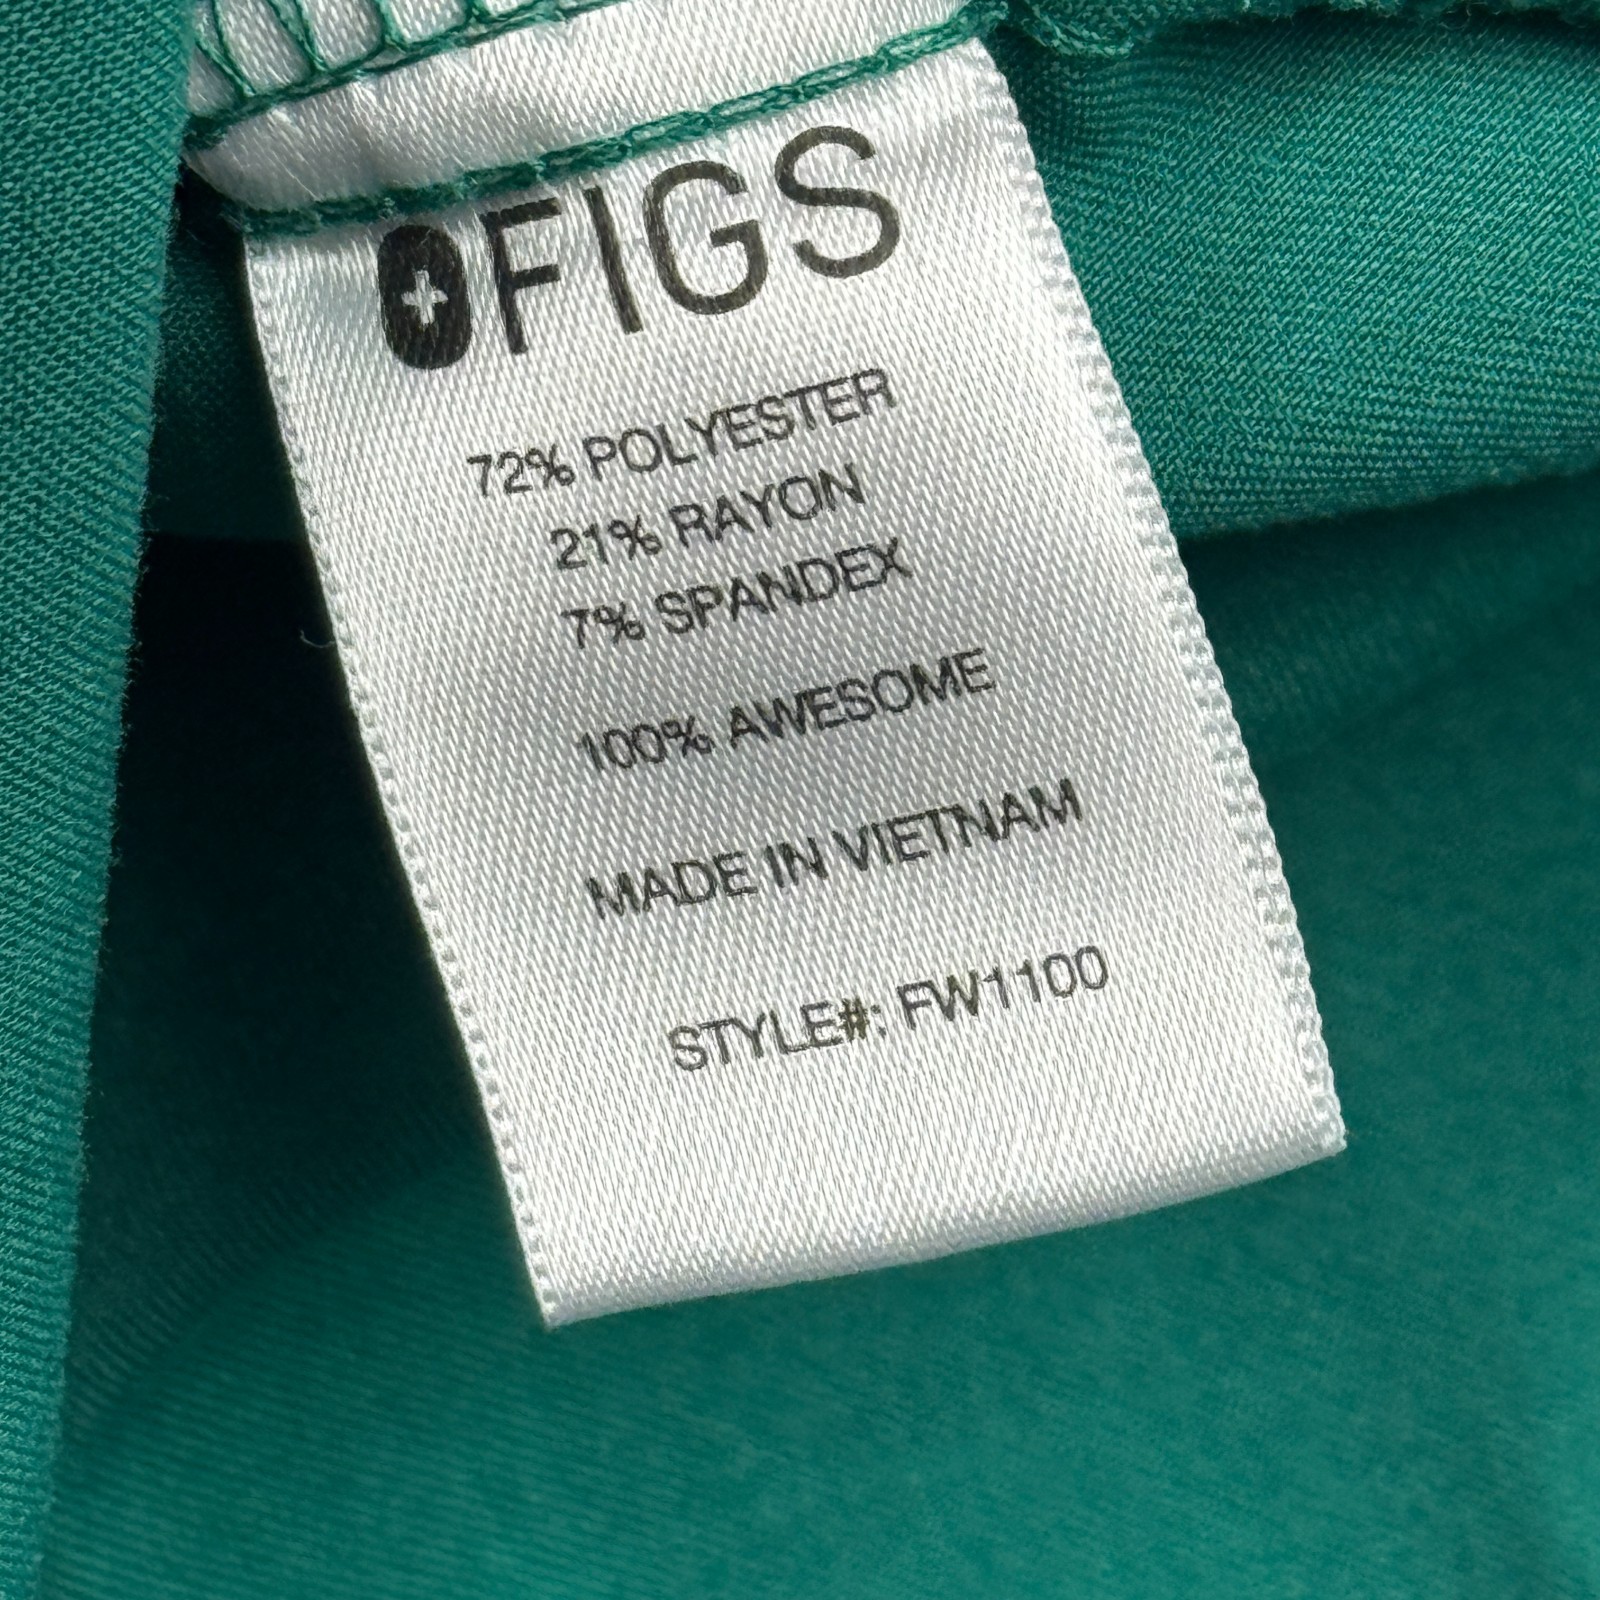 FIGS
72% POLYESTER
21% RAYON
7% SPANDEX
100% AWESOME
MADE IN VIETNAM
STYLE#: FW1100